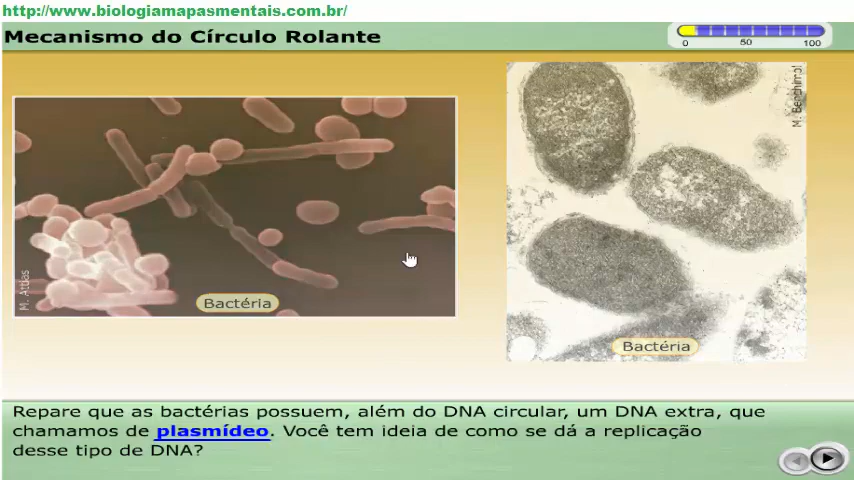 http://www.biologiamapasmentais.com.br/
Mecanismo do Círculo Rolante
0 50 100
M. Attias
Bactéria
M. Benchimol
Bactéria
Repare que as bactérias possuem, além do DNA circular, um DNA extra, que
chamamos de plasmídeo. Você tem ideia de como se dá a replicação
desse tipo de DNA?